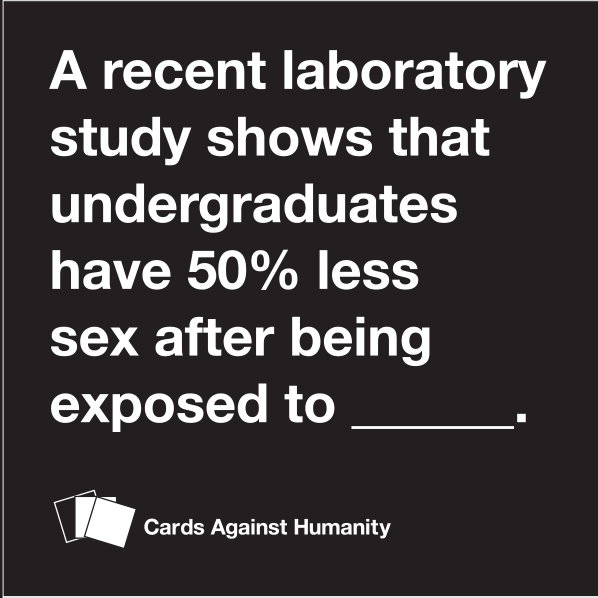 A recent laboratory
study shows that
undergraduates
have 50% less
sex after being
exposed to ______.
Cards Against Humanity